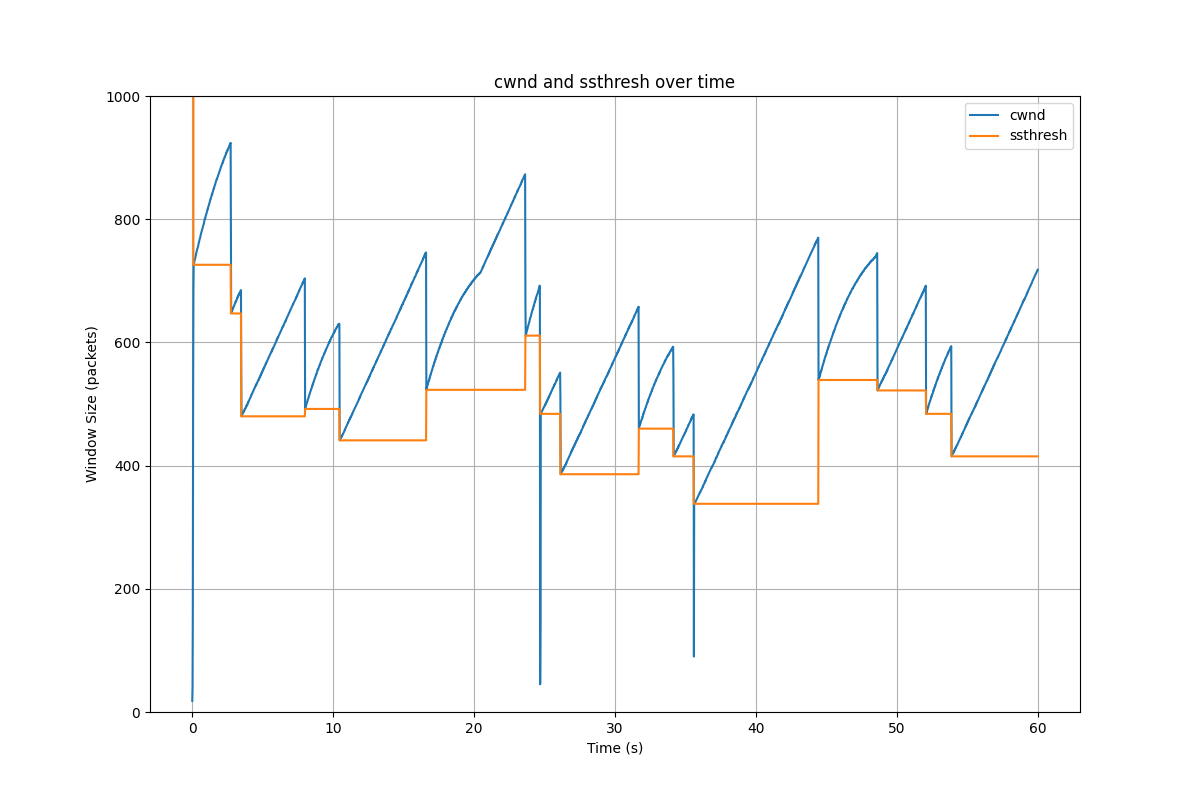 cwnd and ssthresh over time
cwnd
ssthresh
Window Size (packets)
1000
800
600
400
200
0
0 10 20 30 40 50 60
Time (s)